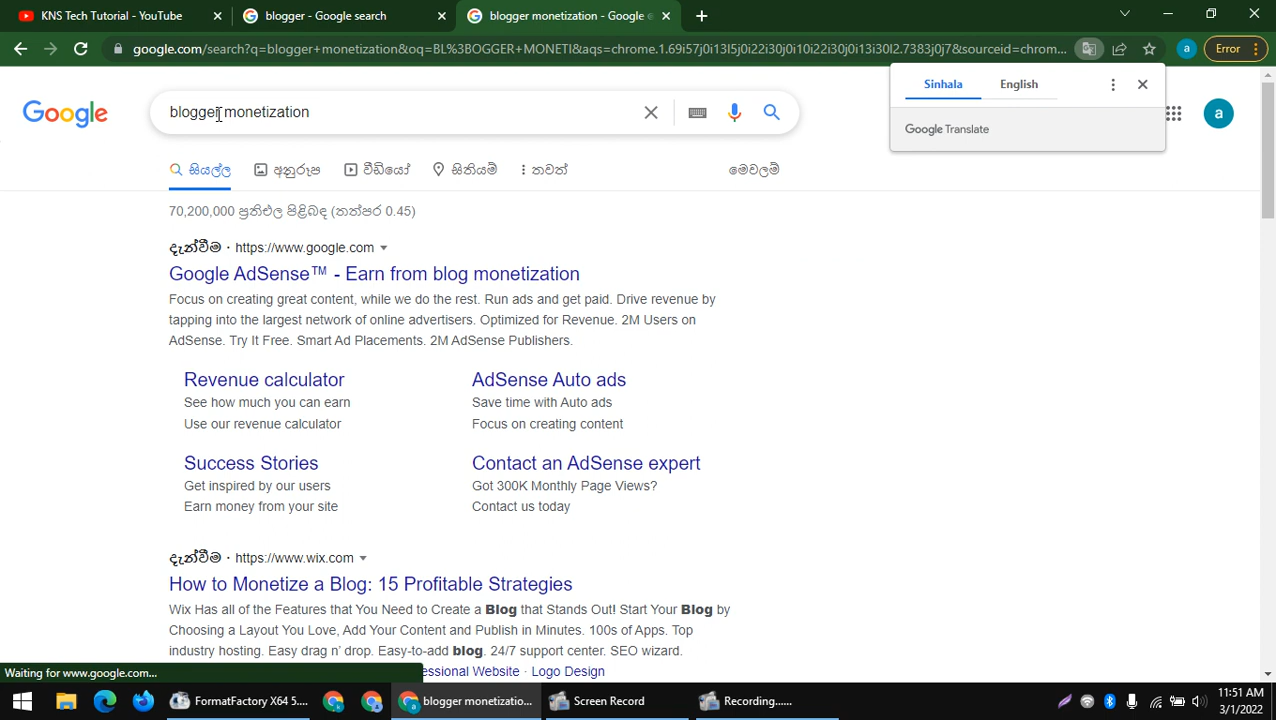 KNS Tech Tutorial - YouTube
blogger - Google search
blogger monetization - Google s
google.com/search?q=blogger+monetization&oq=BL%3BOGGER+MONETI&aqs=chrome.1.69i57j0i13l5j0i22i30j0i10i22i30j0i13i30l2.7383j0j7&sourceid=chrom...
a
Error
Sinhala
English
Google Translate
Google
blogger monetization
a
සියල්ල
අනුරූප
වීඩියෝ
සිතියම්
තවත්
මෙවලම්
70,200,000 ප්‍රතිඵල පිළිබඳ (තත්පර 0.45)
දැන්වීම · https://www.google.com
Google AdSense™ - Earn from blog monetization
Focus on creating great content, while we do the rest. Run ads and get paid. Drive revenue by
tapping into the largest network of online advertisers. Optimized for Revenue. 2M Users on
AdSense. Try It Free. Smart Ad Placements. 2M AdSense Publishers.
Revenue calculator
See how much you can earn
Use our revenue calculator
AdSense Auto ads
Save time with Auto ads
Focus on creating content
Success Stories
Get inspired by our users
Earn money from your site
Contact an AdSense expert
Got 300K Monthly Page Views?
Contact us today
දැන්වීම · https://www.wix.com
How to Monetize a Blog: 15 Profitable Strategies
Wix Has all of the Features that You Need to Create a Blog that Stands Out! Start Your Blog by
Choosing a Layout You Love, Add Your Content and Publish in Minutes. 100s of Apps. Top
industry hosting. Easy drag n' drop. Easy-to-add blog. 24/7 support center. SEO wizard.
essional Website · Logo Design
Waiting for www.google.com...
FormatFactory X64 5....
blogger monetizatio...
Screen Record
Recording......
11:51 AM
3/1/2022